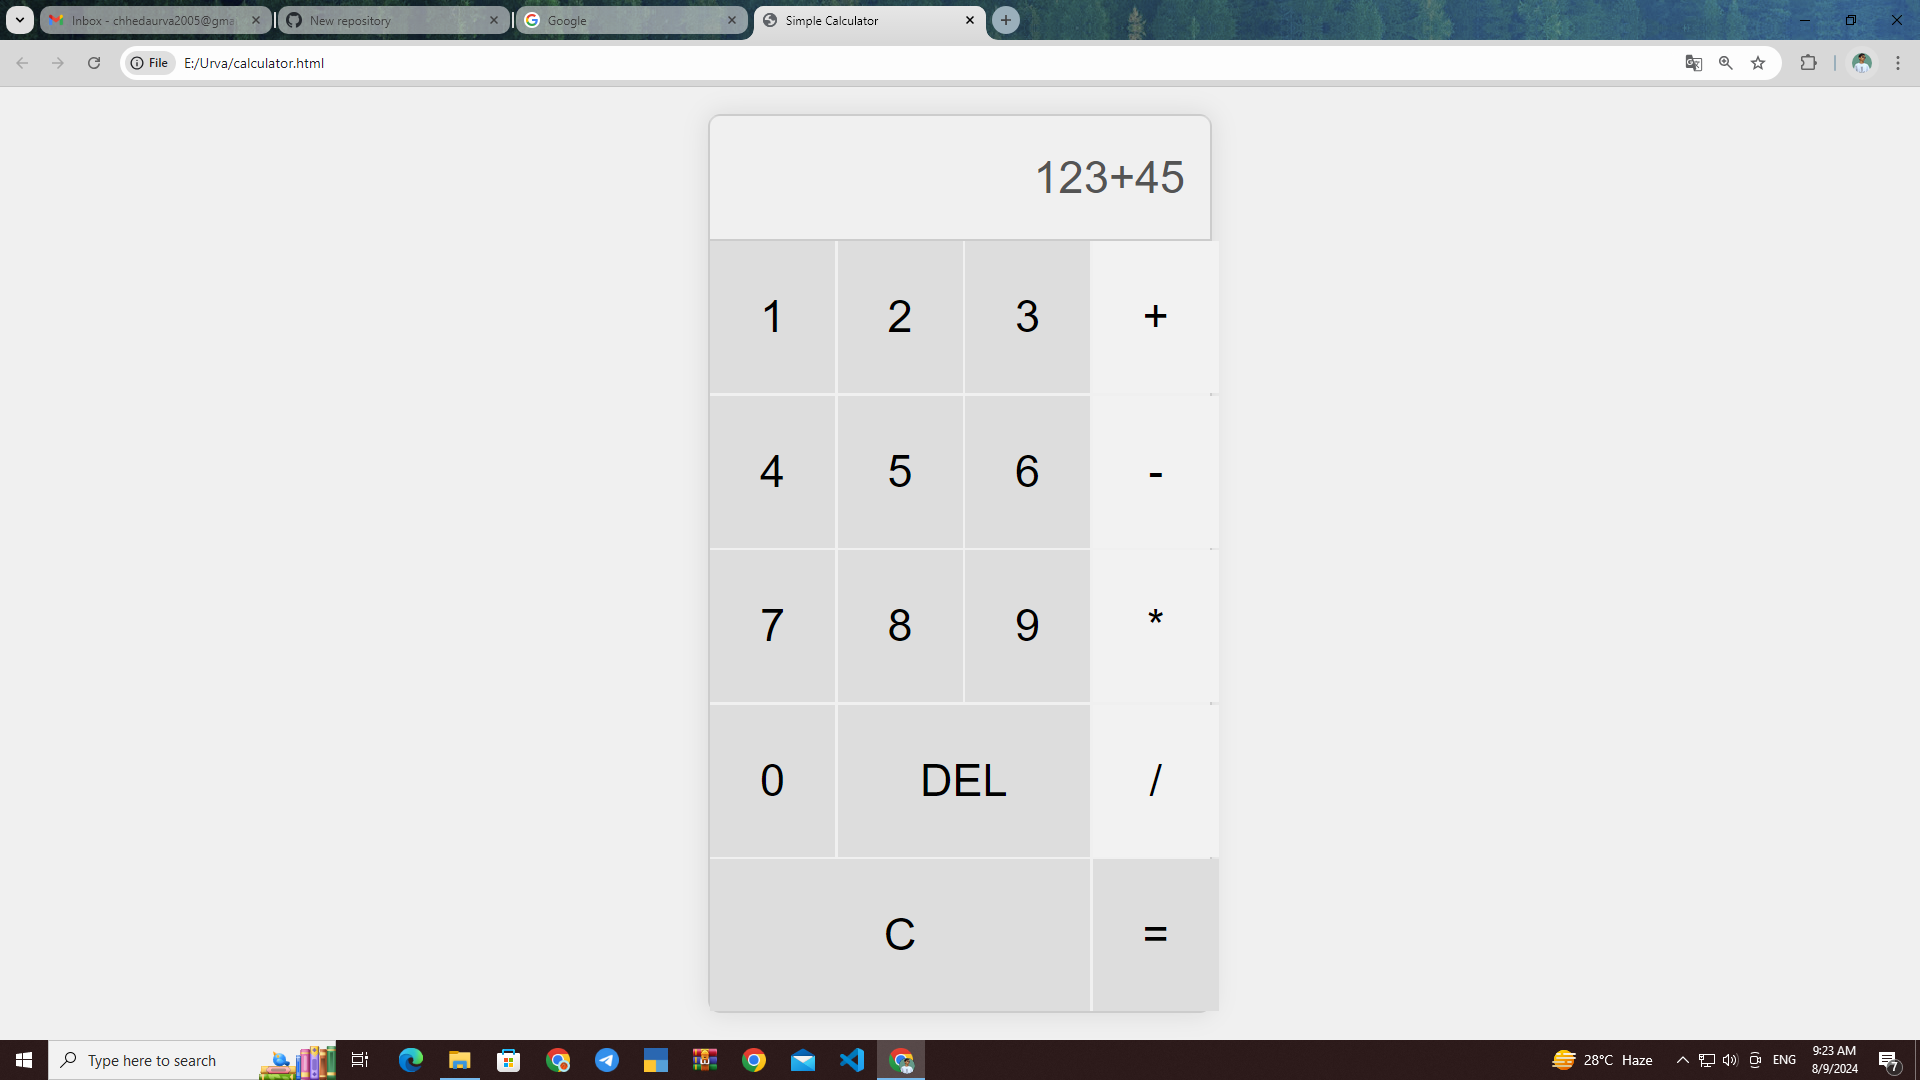 Inbox - chhedaurva2005@gma
New repository
Google
Simple Calculator
File
E:/Urva/calculator.html
123+45
1 2 3 +
4 5 6 -
7 8 9 *
0 DEL /
C =
Type here to search
28°C Haze
ENG
9:23 AM
8/9/2024
7